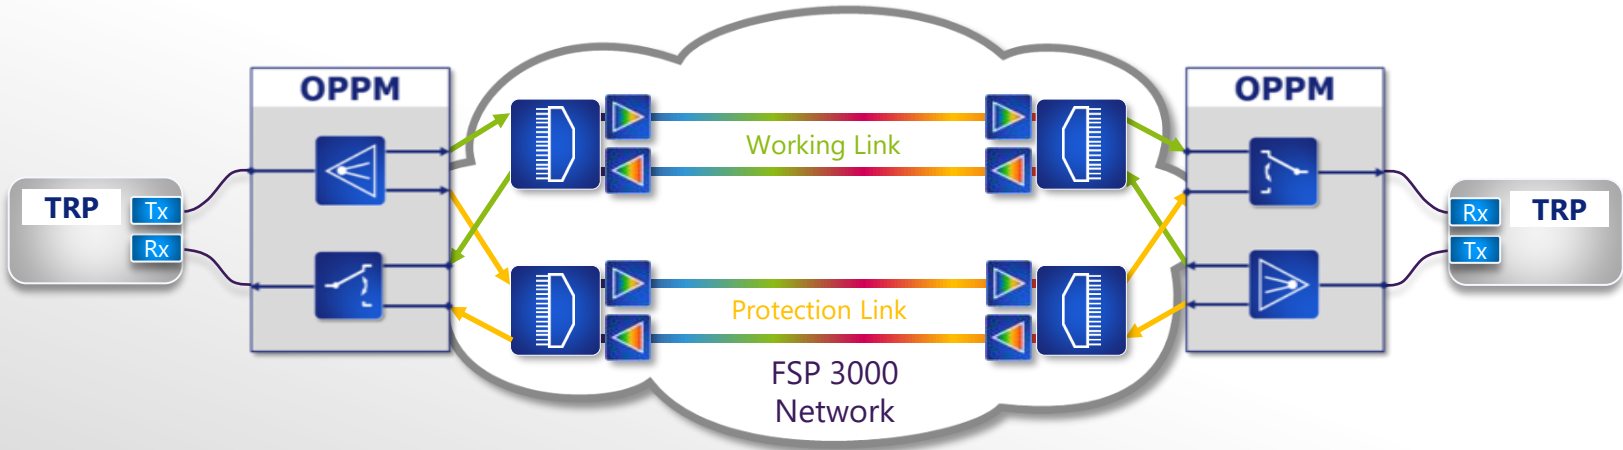 OPPM
OPPM
Working Link
TRP
Tx
Rx
Rx
Tx
TRP
Protection Link
FSP 3000
Network